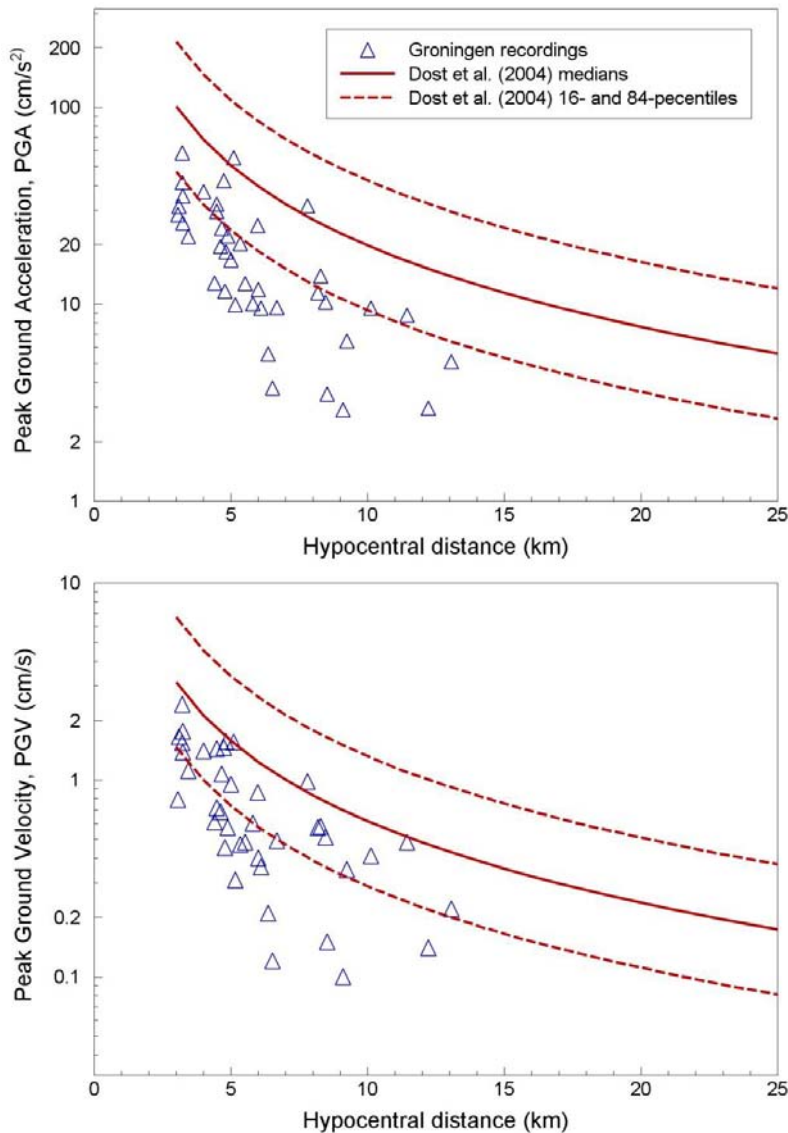 Groningen recordings
Dost et al. (2004) medians
Dost et al. (2004) 16- and 84-pecentiles
Peak Ground Acceleration, PGA (cm/s²)
200
100
20
10
2
1
0 5 10 15 20 25
Hypocentral distance (km)
Peak Ground Velocity, PGV (cm/s)
10
2
1
0.2
0.1
0 5 10 15 20 25
Hypocentral distance (km)